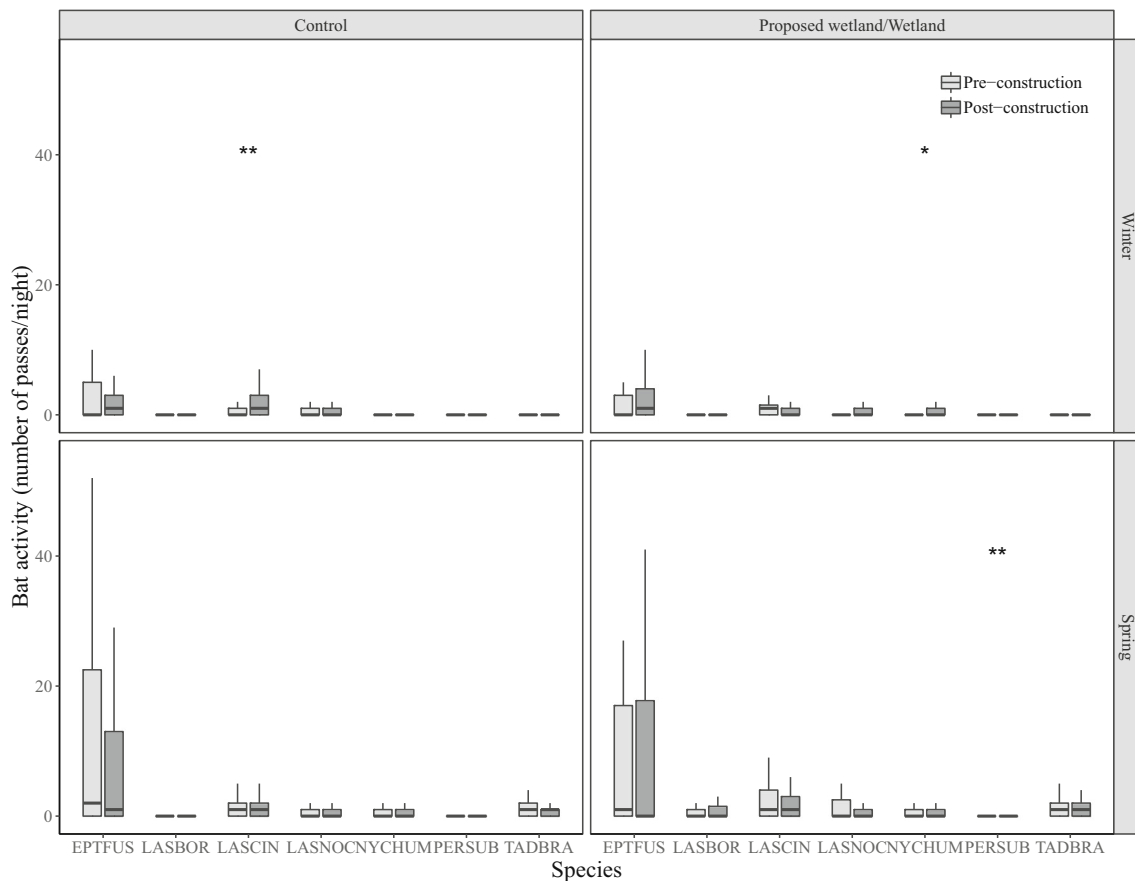 Control
Proposed wetland/Wetland
Pre−construction
Post−construction
**
*
40
20
0
Winter
Bat activity (number of passes/night)
**
40
20
0
Spring
EPTFUS LASBOR LASCIN LASNOC NYCHUM PERSUB TADBRA
EPTFUS LASBOR LASCIN LASNOC NYCHUM PERSUB TADBRA
Species